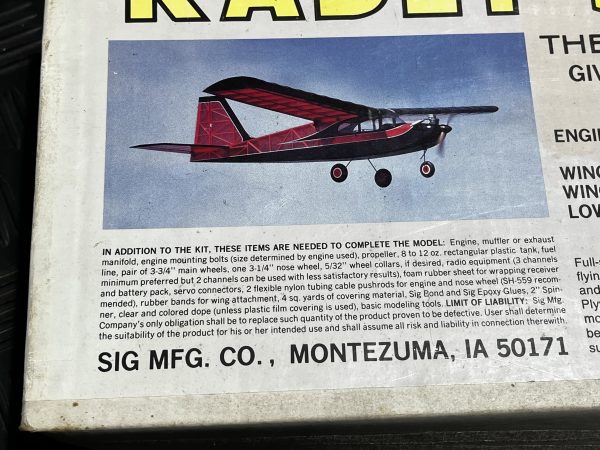 KADET
THE
GIV
ENGI
WING
WING
LOW
IN ADDITION TO THE KIT, THESE ITEMS ARE NEEDED TO COMPLETE THE MODEL: Engine, muffler or exhaust
manifold, engine mounting bolts (size determined by engine used), propeller, 8 to 12 oz. rectangular plastic tank, fuel
line, pair of 3-3/4" main wheels, one 3-1/4" nose wheel, 5/32" wheel collars, if desired, radio equipment (3 channels
minimum preferred but 2 channels can be used with less satisfactory results), foam rubber sheet for wrapping receiver
and battery pack, servo connectors, 2 flexible nylon tubing cable pushrods for engine and nose wheel (SH-559 recom-
mended), rubber bands for wing attachment, 4 sq. yards of covering material, Sig Bond and Sig Epoxy Glues, 2" Spin-
ner, clear and colored dope (unless plastic film covering is used), basic modeling tools. LIMIT OF LIABILITY: Sig Mfg.
Company's only obligation shall be to replace such quantity of the product proven to be defective. User shall determine
the suitability of the product for his or her intended use and shall assume all risk and liability in connection therewith.
SIG MFG. CO., MONTEZUMA, IA 50171
Full-
flying
and
Ply
mo
be
su